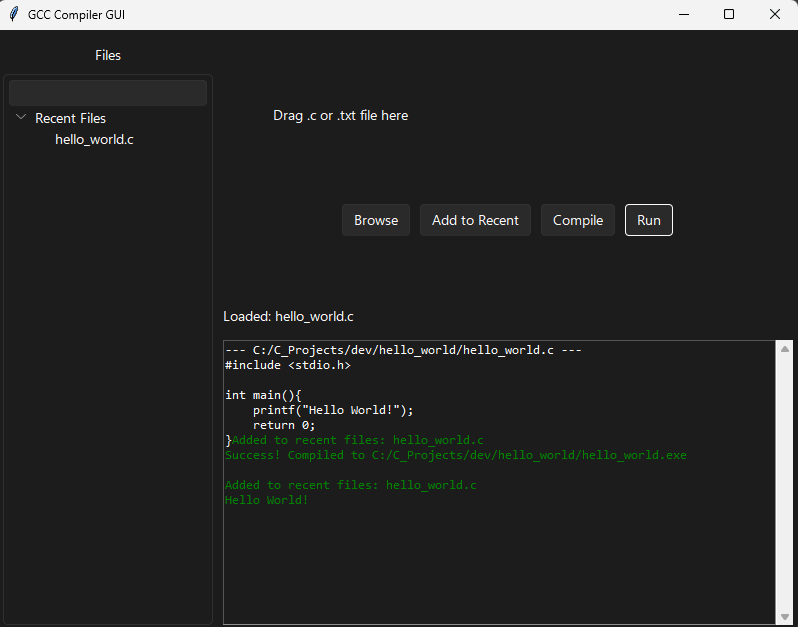 GCC Compiler GUI
Files
Recent Files
hello_world.c
Drag .c or .txt file here
Browse
Add to Recent
Compile
Run
Loaded: hello_world.c
--- C:/C_Projects/dev/hello_world/hello_world.c ---
#include <stdio.h>
int main(){
    printf("Hello World!");
    return 0;
}Added to recent files: hello_world.c
Success! Compiled to C:/C_Projects/dev/hello_world/hello_world.exe
Added to recent files: hello_world.c
Hello World!